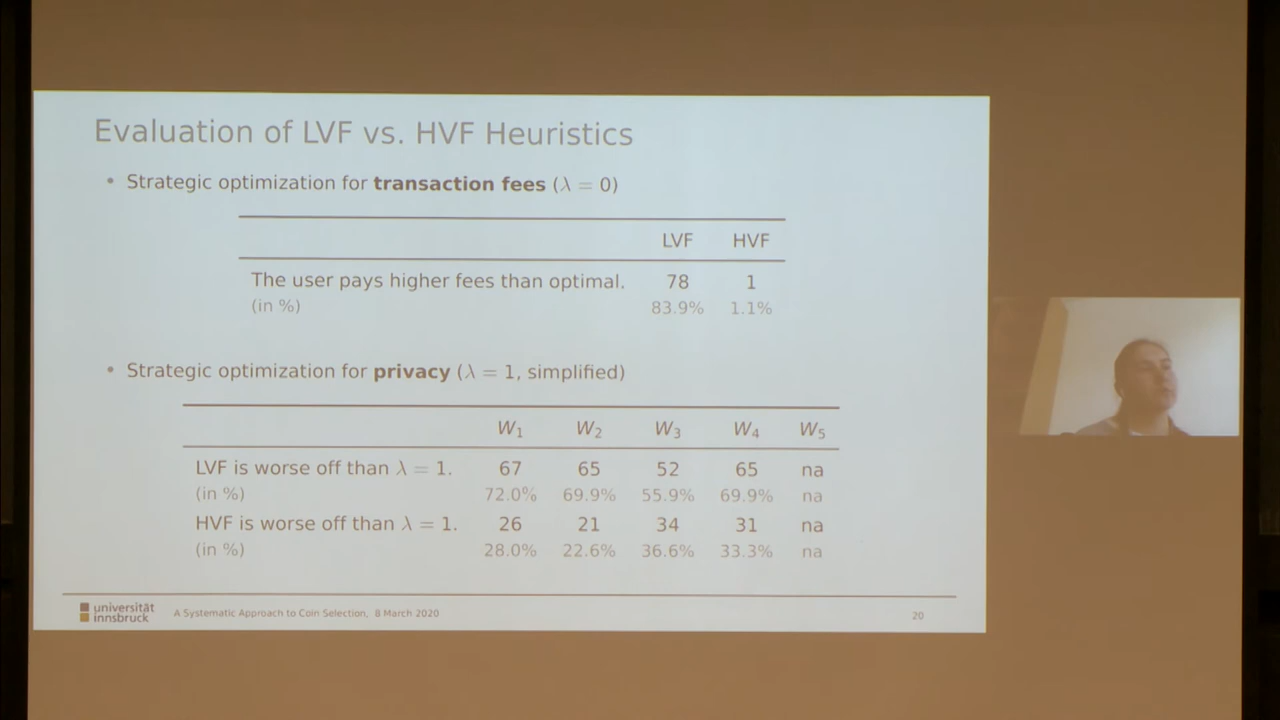 Evaluation of LVF vs. HVF Heuristics
• Strategic optimization for transaction fees (λ = 0)
LVF HVF
The user pays higher fees than optimal. 78 1
(in %) 83.9% 1.1%
• Strategic optimization for privacy (λ = 1, simplified)
W1 W2 W3 W4 W5
LVF is worse off than λ = 1. 67 65 52 65 na
(in %) 72.0% 69.9% 55.9% 69.9% na
HVF is worse off than λ = 1. 26 21 34 31 na
(in %) 28.0% 22.6% 36.6% 33.3% na
universität
innsbruck
A Systematic Approach to Coin Selection, 8 March 2020
20